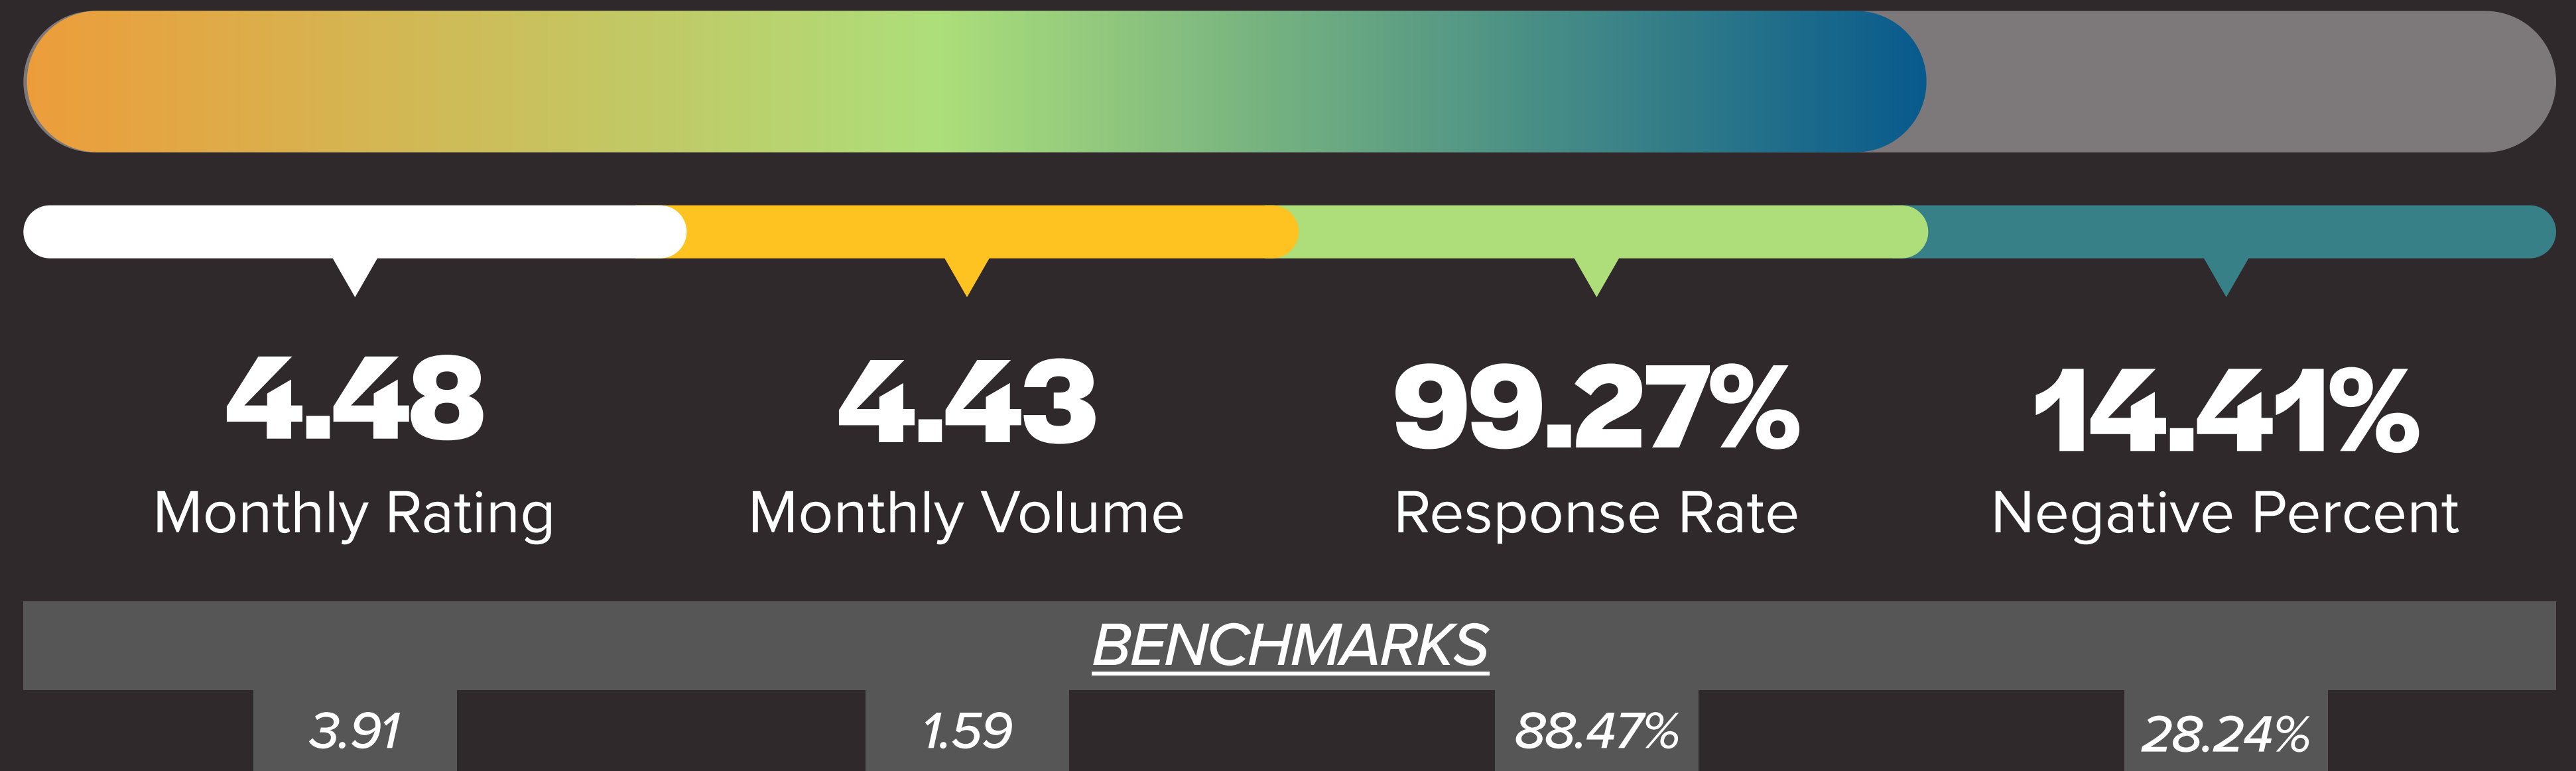 4.48 4.43 99.27% 14.41%
Monthly Rating Monthly Volume Response Rate Negative Percent
BENCHMARKS
3.91 1.59 88.47% 28.24%